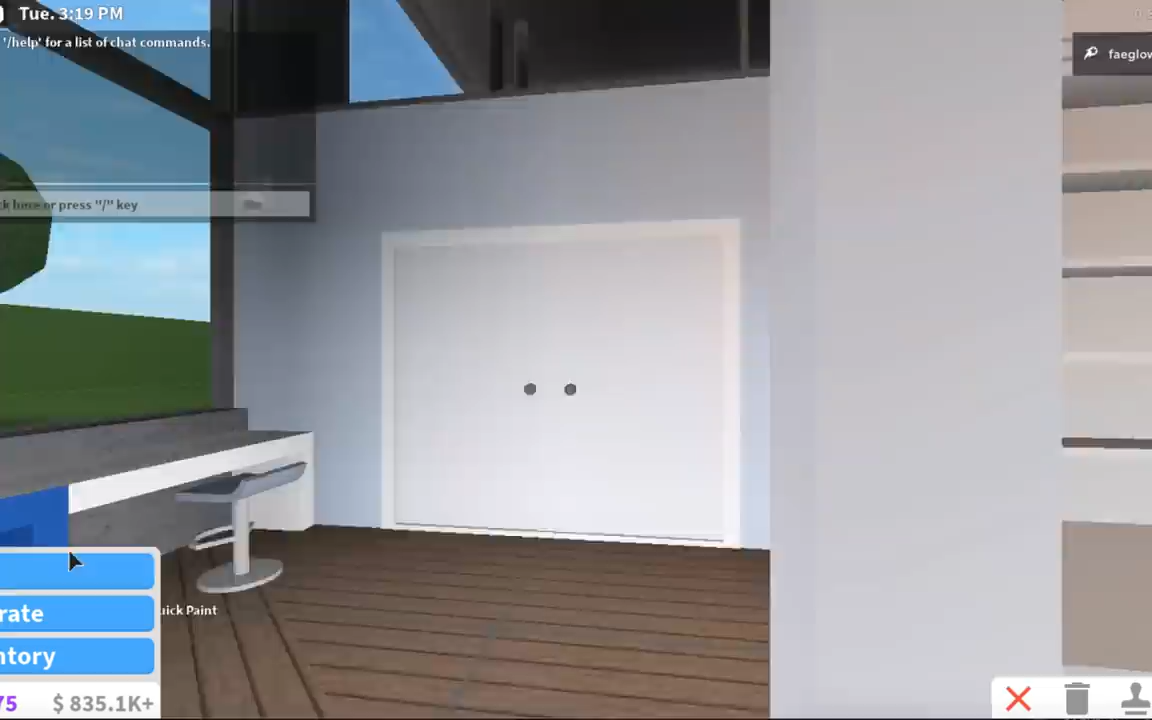 Tue. 3:19 PM
'/help' for a list of chat commands.
faeglow
ck here or press "/" key
rate
uick Paint
ntory
75 $ 835.1K+